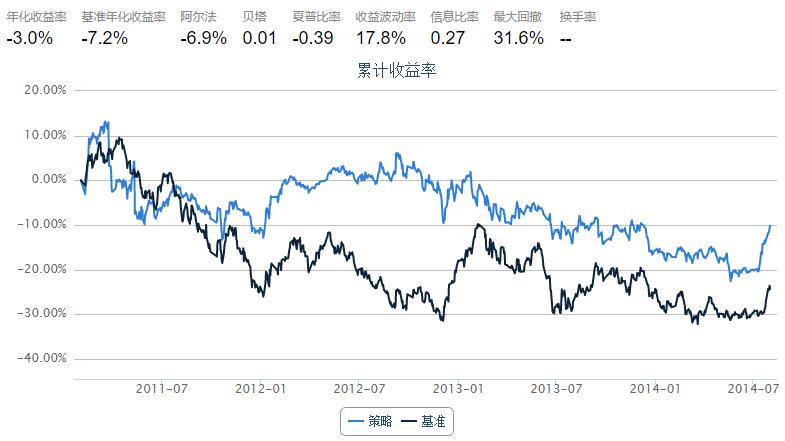 年化收益率 基准年化收益率 阿尔法 贝塔 夏普比率 收益波动率 信息比率 最大回撤 换手率
-3.0% -7.2% -6.9% 0.01 -0.39 17.8% 0.27 31.6% --
累计收益率
20.00%
10.00%
0.00%
-10.00%
-20.00%
-30.00%
-40.00%
2011-07 2012-01 2012-07 2013-01 2013-07 2014-01 2014-07
策略 基准